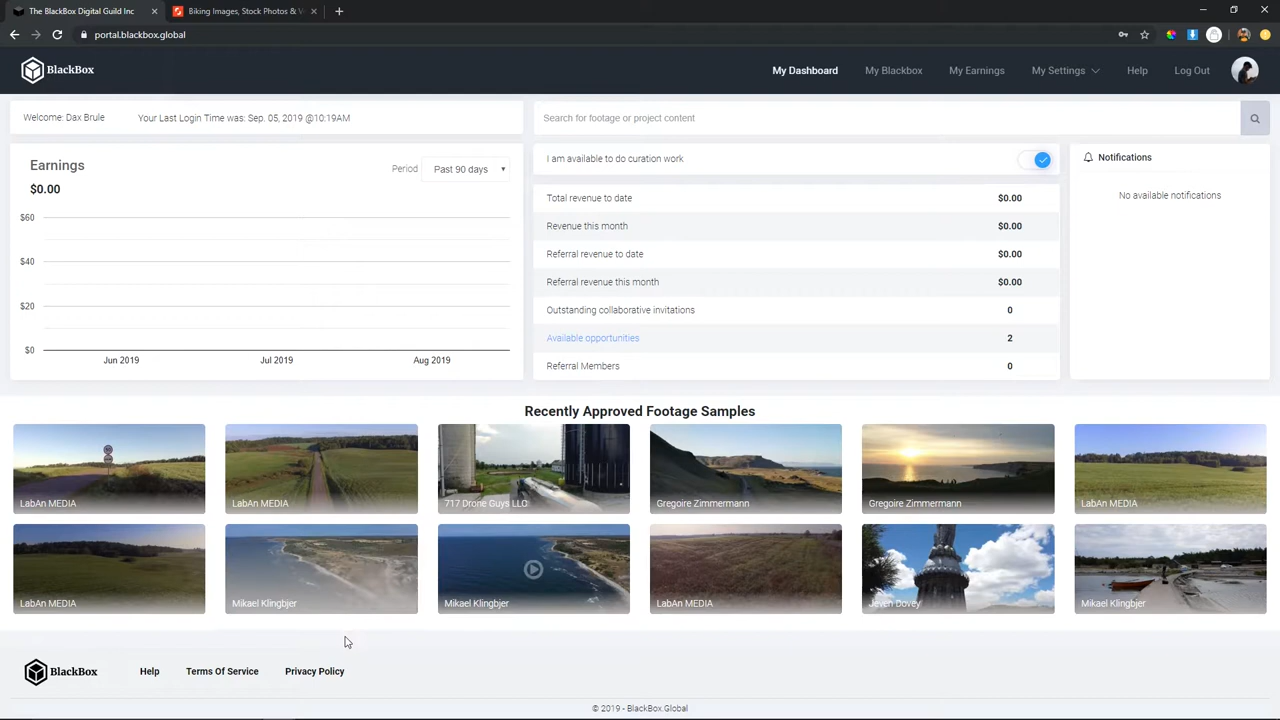 The BlackBox Digital Guild Inc
Biking Images, Stock Photos & V
portal.blackbox.global
BlackBox
My Dashboard
My Blackbox
My Earnings
My Settings
Help
Log Out
Welcome: Dax Brule
Your Last Login Time was: Sep. 05, 2019 @10:19AM
Search for footage or project content
Earnings
$0.00
Period
Past 90 days
$60
$40
$20
$0
Jun 2019
Jul 2019
Aug 2019
I am available to do curation work
Total revenue to date $0.00
Revenue this month $0.00
Referral revenue to date $0.00
Referral revenue this month $0.00
Outstanding collaborative invitations 0
Available opportunities 2
Referral Members 0
Notifications
No available notifications
Recently Approved Footage Samples
LabAn MEDIA
LabAn MEDIA
717 Drone Guys LLC
Gregoire Zimmermann
Gregoire Zimmermann
LabAn MEDIA
LabAn MEDIA
Mikael Klingbjer
Mikael Klingbjer
LabAn MEDIA
Jeven Dovey
Mikael Klingbjer
BlackBox
Help
Terms Of Service
Privacy Policy
© 2019 - BlackBox.Global